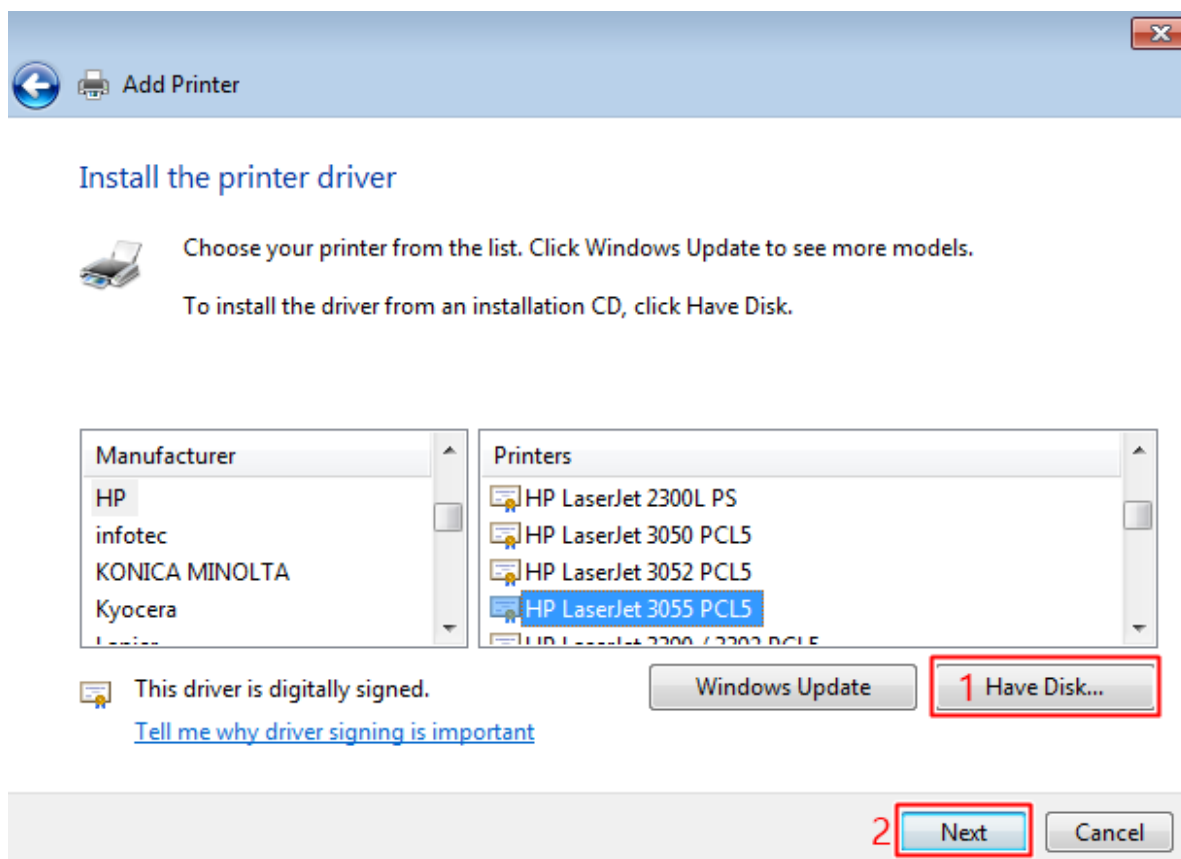 Add Printer
Install the printer driver
Choose your printer from the list. Click Windows Update to see more models.
To install the driver from an installation CD, click Have Disk.
Manufacturer
HP
infotec
KONICA MINOLTA
Kyocera
Printers
HP LaserJet 2300L PS
HP LaserJet 3050 PCL5
HP LaserJet 3052 PCL5
HP LaserJet 3055 PCL5
This driver is digitally signed.
Tell me why driver signing is important
Windows Update
1 Have Disk...
2 Next
Cancel